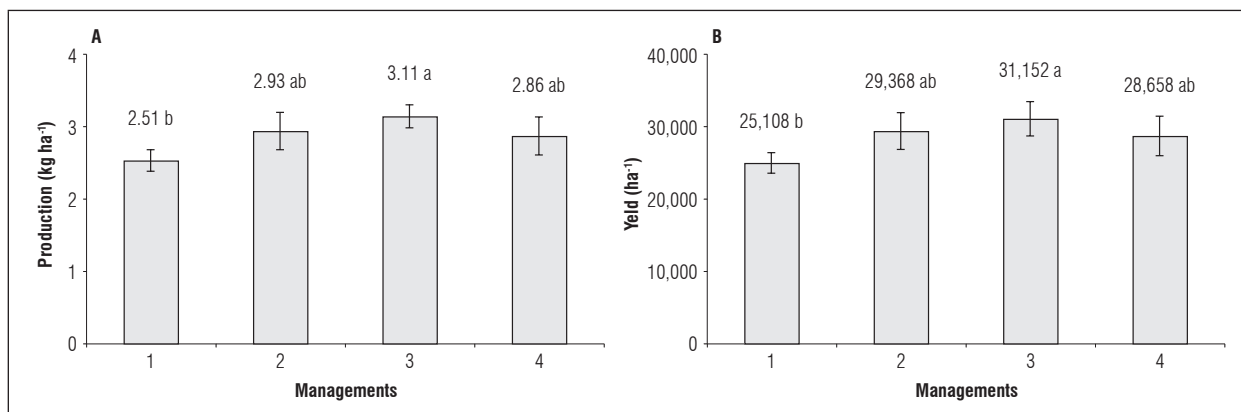 A
Production (kg ha⁻¹)
4
3
2
1
0
2.51 b
2.93 ab
3.11 a
2.86 ab
1
2
3
4
Managements
B
Yeld (ha⁻¹)
40,000
30,000
20,000
10,000
0
25,108 b
29,368 ab
31,152 a
28,658 ab
1
2
3
4
Managements